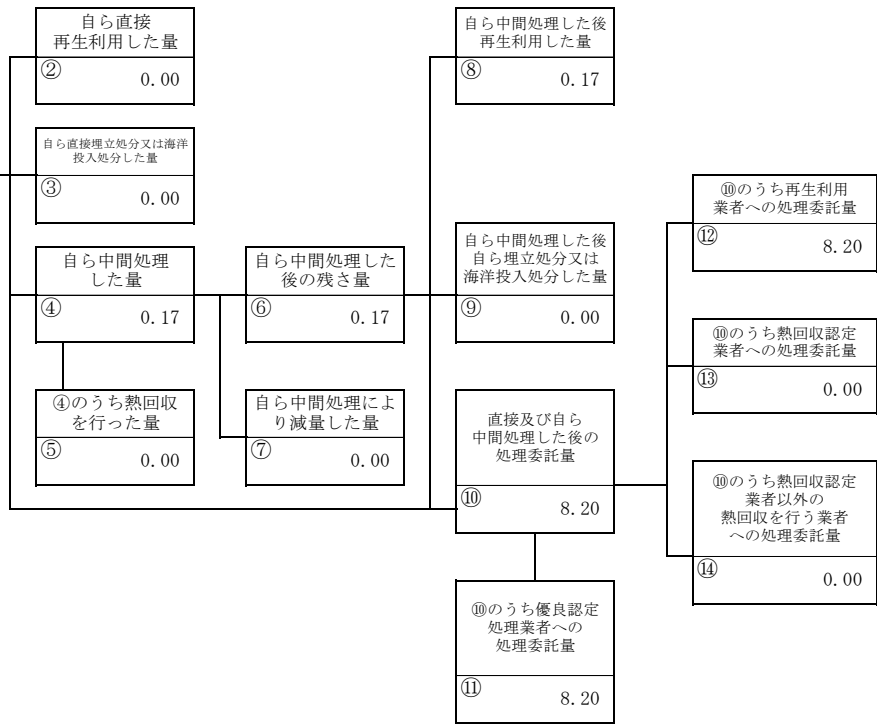 自ら直接
再生利用した量
②
0.00
自ら直接埋立処分又は海洋
投入処分した量
③
0.00
自ら中間処理
した量
④
0.17
④のうち熱回収
を行った量
⑤
0.00
自ら中間処理した
後の残さ量
⑥
0.17
自ら中間処理によ
り減量した量
⑦
0.00
自ら中間処理した後
再生利用した量
⑧
0.17
自ら中間処理した後
自ら埋立処分又は
海洋投入処分した量
⑨
0.00
直接及び自ら
中間処理した後の
処理委託量
⑩
8.20
⑩のうち優良認定
処理業者への
処理委託量
⑪
8.20
⑩のうち再生利用
業者への処理委託量
⑫
8.20
⑩のうち熱回収認定
業者への処理委託量
⑬
0.00
⑩のうち熱回収認定
業者以外の
熱回収を行う業者
への処理委託量
⑭
0.00